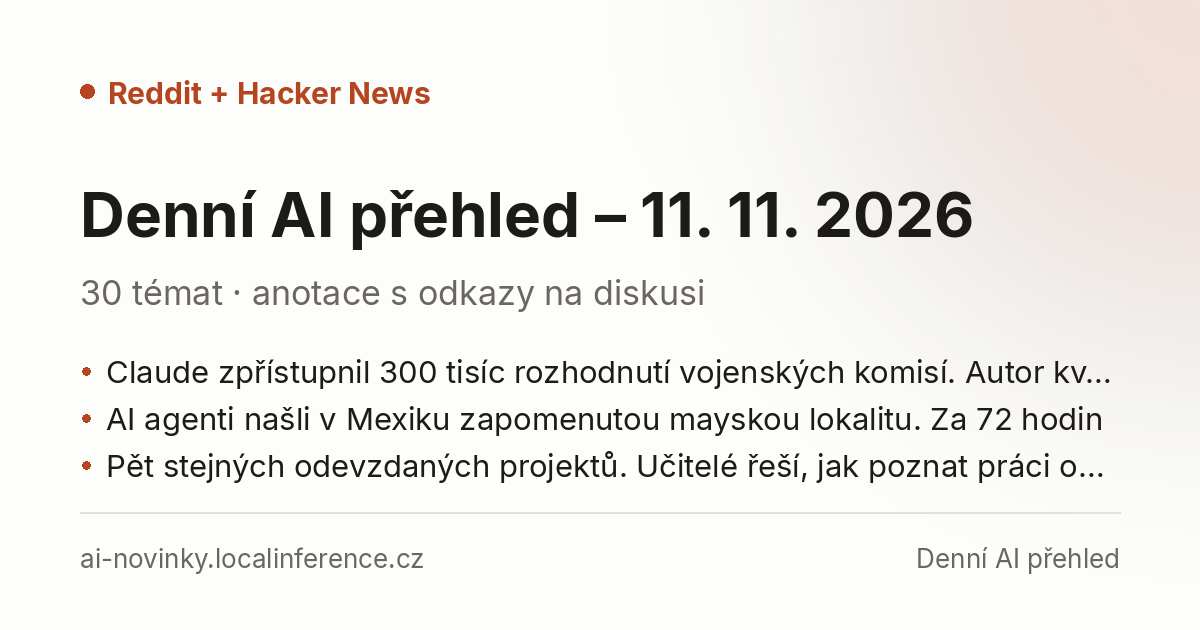 Reddit + Hacker News
Denní AI přehled – 11. 11. 2026
30 témat · anotace s odkazy na diskusi
• Claude zpřístupnil 300 tisíc rozhodnutí vojenských komisí. Autor kv...
• AI agenti našli v Mexiku zapomenutou mayskou lokalitu. Za 72 hodin
• Pět stejných odevzdaných projektů. Učitelé řeší, jak poznat práci o...
ai-novinky.localinference.cz
Denní AI přehled